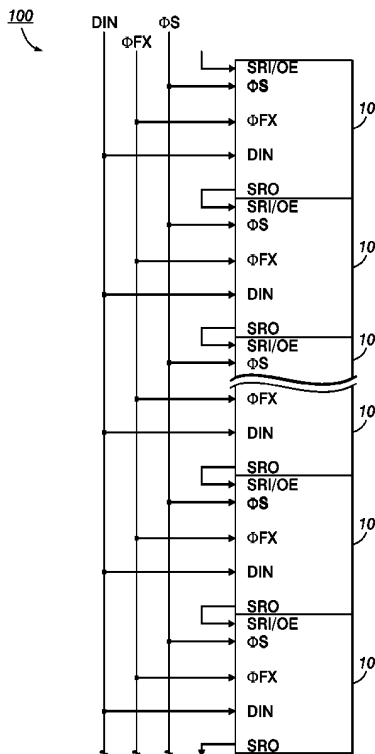 100
DIN
ΦS
ΦFX
SRI/OE
ΦS
10
ΦFX
DIN
SRO
SRI/OE
ΦS
10
ΦFX
DIN
SRO
SRI/OE
10
ΦS
ΦFX
10
DIN
SRO
SRI/OE
ΦS
10
ΦFX
DIN
SRO
SRI/OE
ΦS
10
ΦFX
DIN
SRO